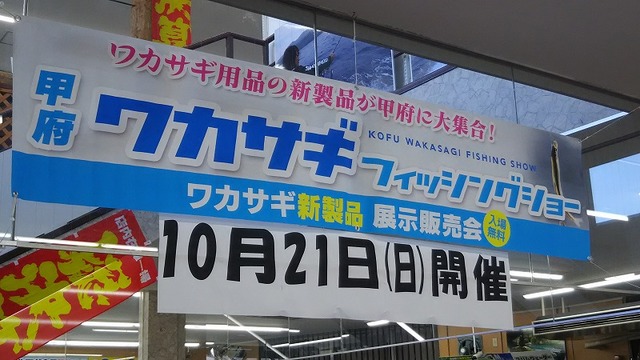 ワカサギ用品の新製品が甲府に大集合!
甲府
ワカサギ
KOFU WAKASAGI FISHING SHOW
フィッシングショー
ワカサギ新製品 展示販売会 入場無料
10月21日(日)開催